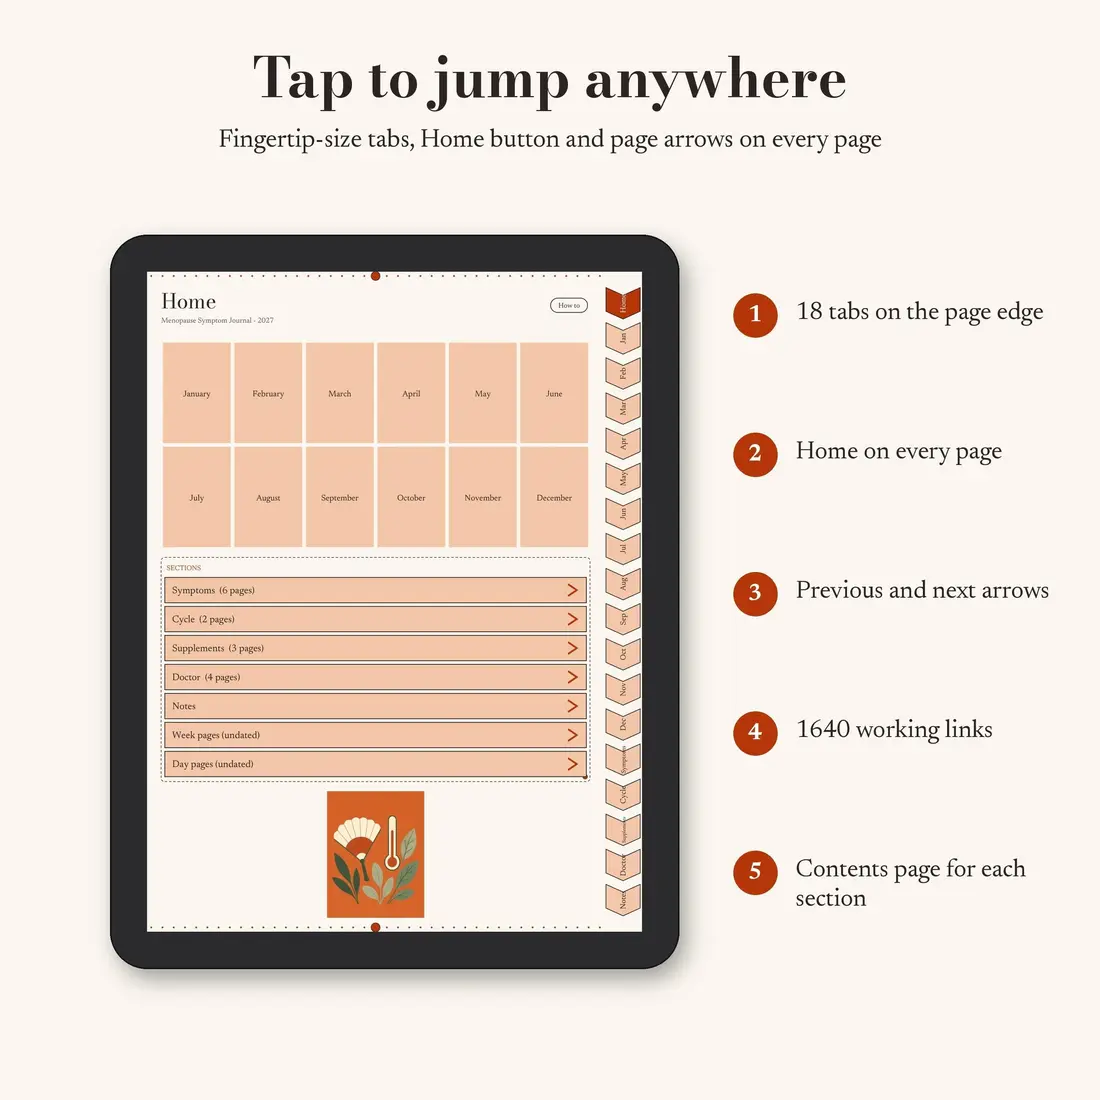 Tap to jump anywhere
Fingertip-size tabs, Home button and page arrows on every page
Home
How to
Menopause Symptom Journal - 2027
January
February
March
April
May
June
July
August
September
October
November
December
SECTIONS
Symptoms (6 pages)
Cycle (2 pages)
Supplements (3 pages)
Doctor (4 pages)
Notes
Week pages (undated)
Day pages (undated)
Home
Jan
Feb
Mar
Apr
May
Jun
Jul
Aug
Sep
Oct
Nov
Dec
Symptoms
Cycle
Supplements
Doctor
Notes
1 18 tabs on the page edge
2 Home on every page
3 Previous and next arrows
4 1640 working links
5 Contents page for each
section